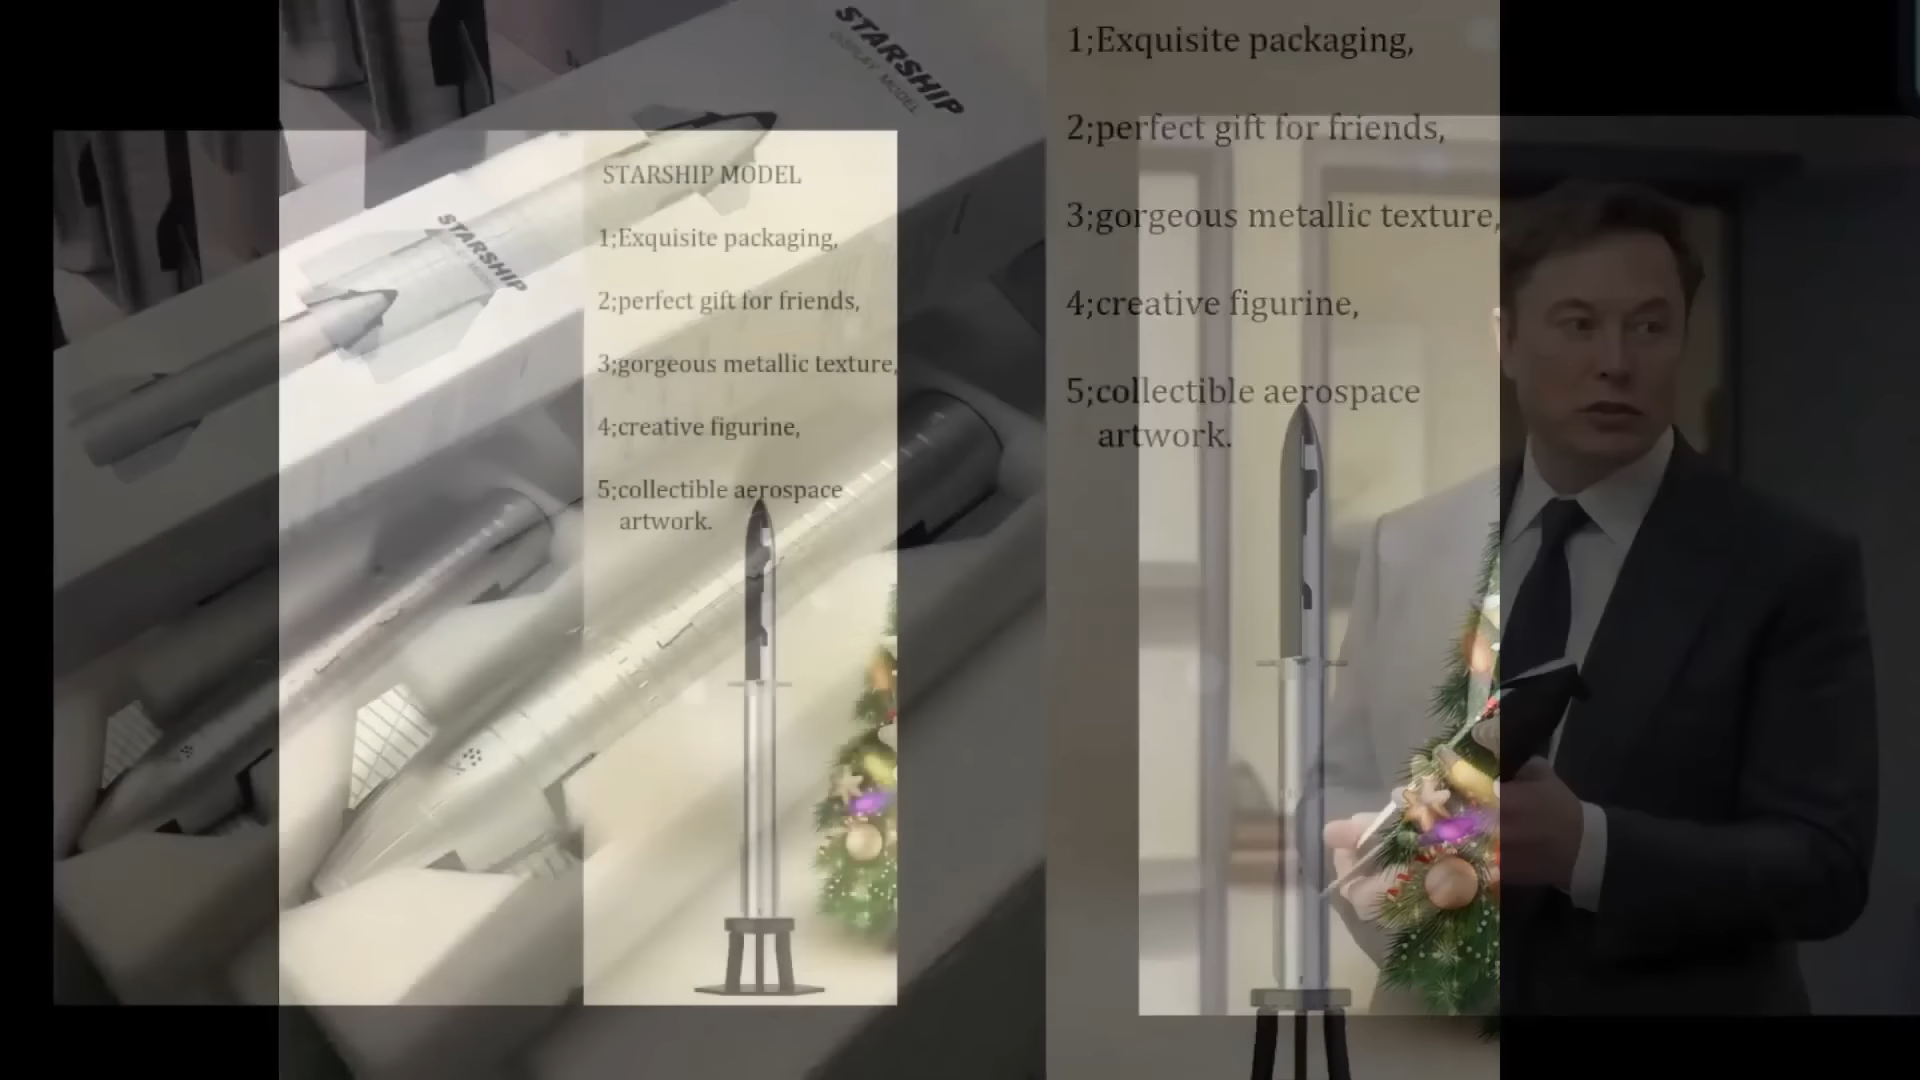 STARSHIP
DISPLAY MODEL
STARSHIP
STARSHIP MODEL
1;Exquisite packaging,
2;perfect gift for friends,
3;gorgeous metallic texture,
4;creative figurine,
5;collectible aerospace
artwork.
1;Exquisite packaging,
2;perfect gift for friends,
3;gorgeous metallic texture,
4;creative figurine,
5;collectible aerospace
artwork.